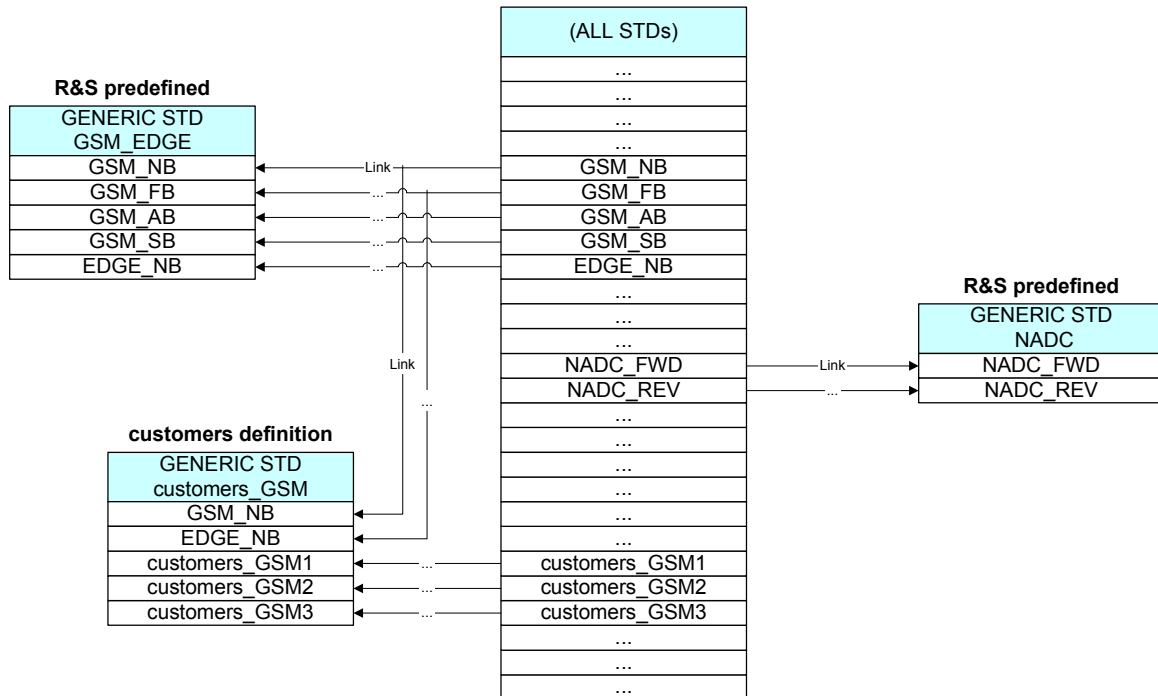 (ALL STDs)
...
...
...
...
GSM_NB
GSM_FB
GSM_AB
GSM_SB
EDGE_NB
...
...
...
NADC_FWD
NADC_REV
...
...
...
...
...
...
customers_GSM1
customers_GSM2
customers_GSM3
...
...
...
R&S predefined
GENERIC STD
GSM_EDGE
GSM_NB
GSM_FB
GSM_AB
GSM_SB
EDGE_NB
Link
...
...
...
...
Link
...
customers definition
GENERIC STD
customers_GSM
GSM_NB
EDGE_NB
customers_GSM1
customers_GSM2
customers_GSM3
...
...
...
R&S predefined
GENERIC STD
NADC
NADC_FWD
NADC_REV
Link
...